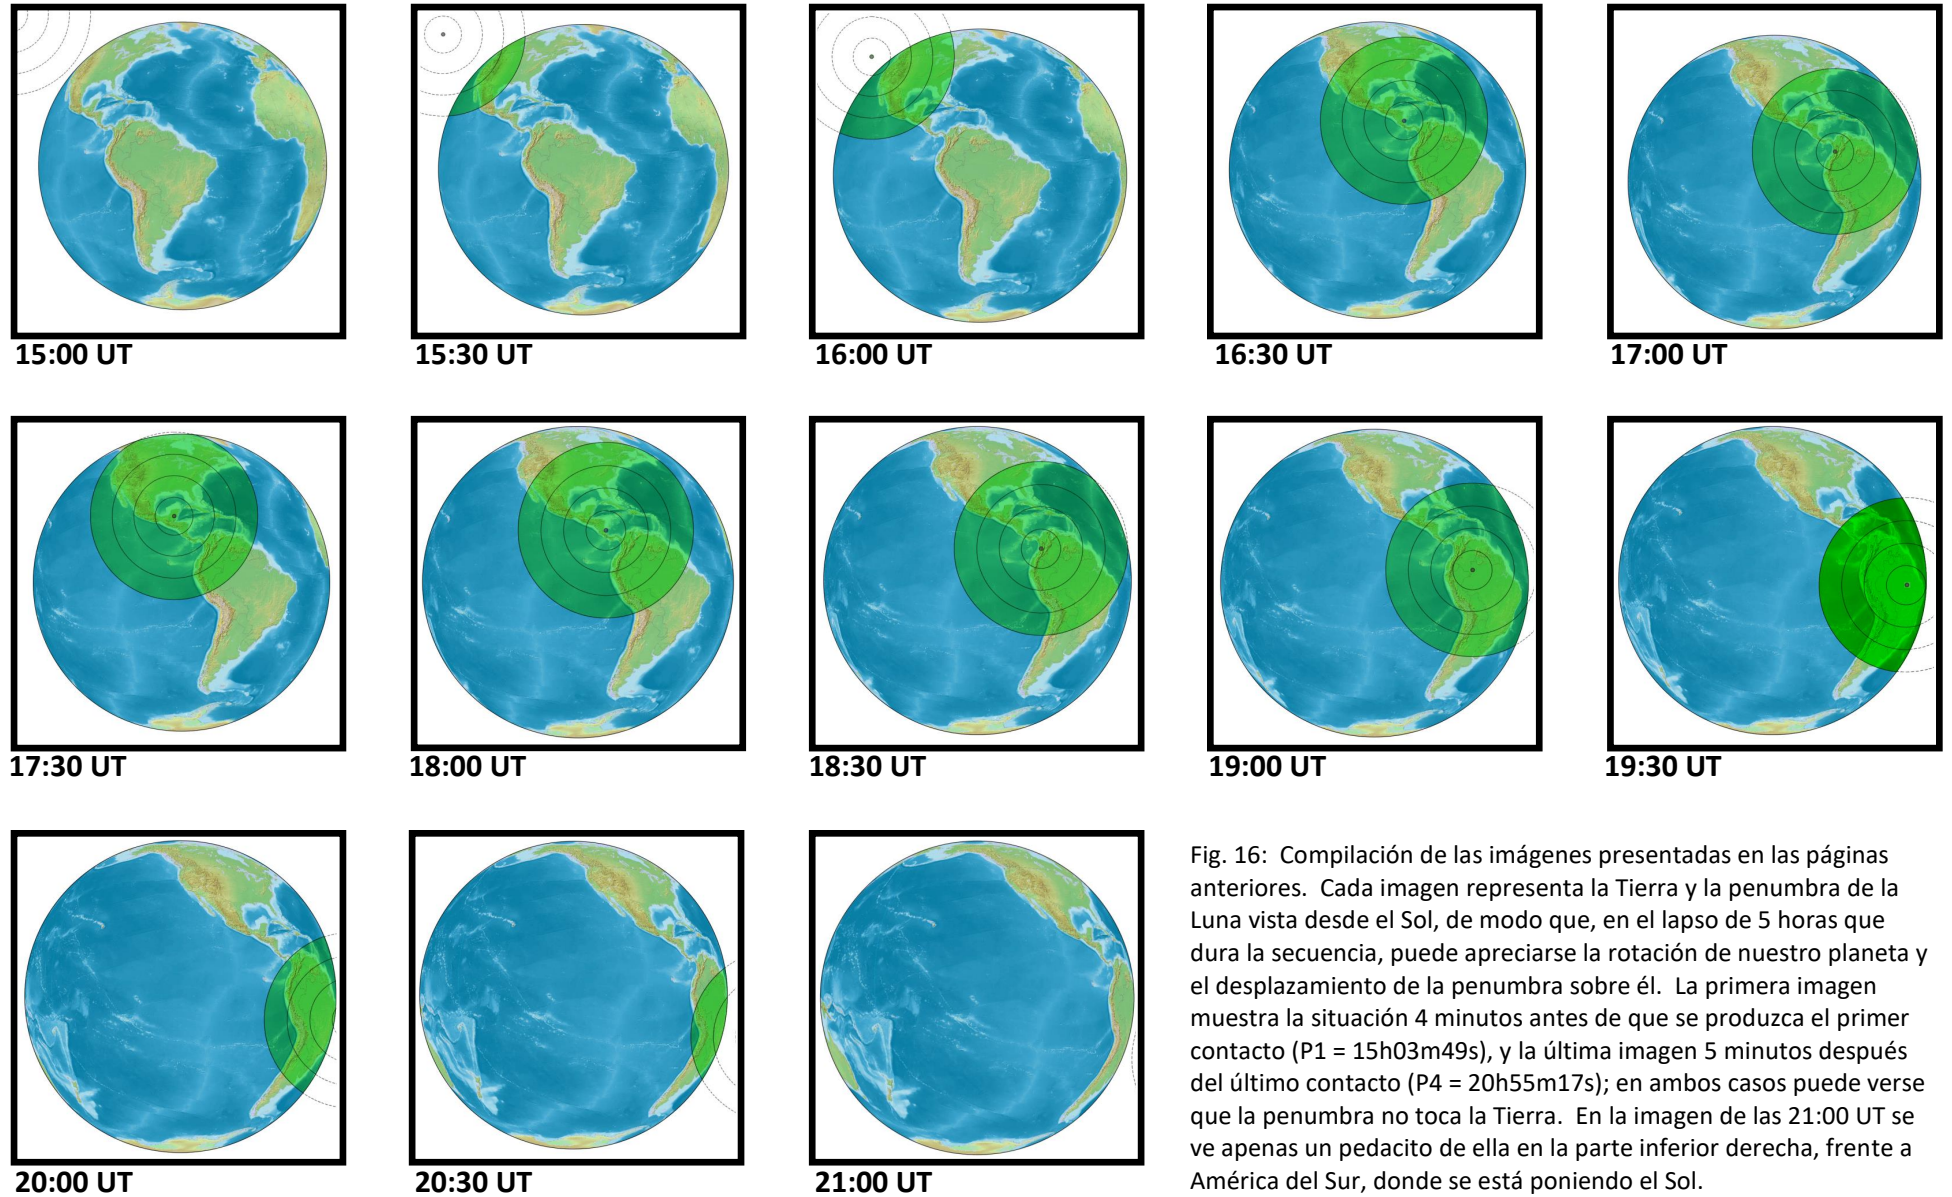 15:00 UT
15:30 UT
16:00 UT
16:30 UT
17:00 UT
17:30 UT
18:00 UT
18:30 UT
19:00 UT
19:30 UT
20:00 UT
20:30 UT
21:00 UT
Fig. 16: Compilación de las imágenes presentadas en las páginas
anteriores. Cada imagen representa la Tierra y la penumbra de la
Luna vista desde el Sol, de modo que, en el lapso de 5 horas que
dura la secuencia, puede apreciarse la rotación de nuestro planeta y
el desplazamiento de la penumbra sobre él. La primera imagen
muestra la situación 4 minutos antes de que se produzca el primer
contacto (P1 = 15h03m49s), y la última imagen 5 minutos después
del último contacto (P4 = 20h55m17s); en ambos casos puede verse
que la penumbra no toca la Tierra. En la imagen de las 21:00 UT se
ve apenas un pedacito de ella en la parte inferior derecha, frente a
América del Sur, donde se está poniendo el Sol.